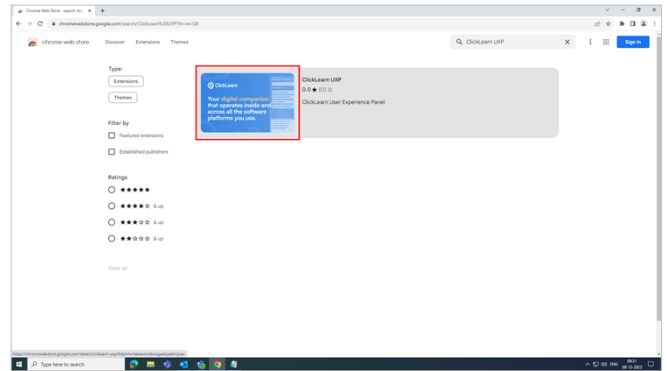 Chrome Web Store - search resu
chromewebstore.google.com/search/ClickLearn%20UXP?hl=en-GB
chrome web store
Discover
Extensions
Themes
ClickLearn UXP
Sign in
Type:
Extensions
Themes
Filter by
Featured extensions
Established publishers
Ratings
& up
& up
& up
Clear all
ClickLearn
Your digital companion
that operates inside and
across all the software
platforms you use.
ClickLearn UXP
0.0 ★ (0)
ClickLearn User Experience Panel
Type here to search
ENG